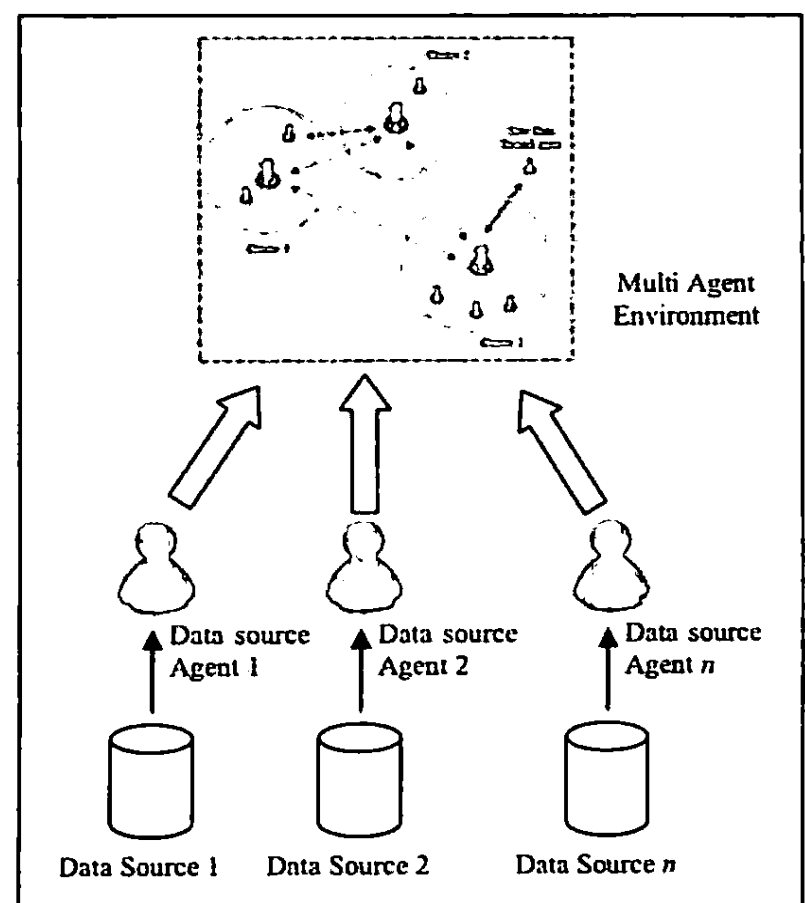 Multi Agent
Environment
Data source
Agent 1
Data source
Agent 2
Data source
Agent n
Data Source 1
Data Source 2
Data Source n